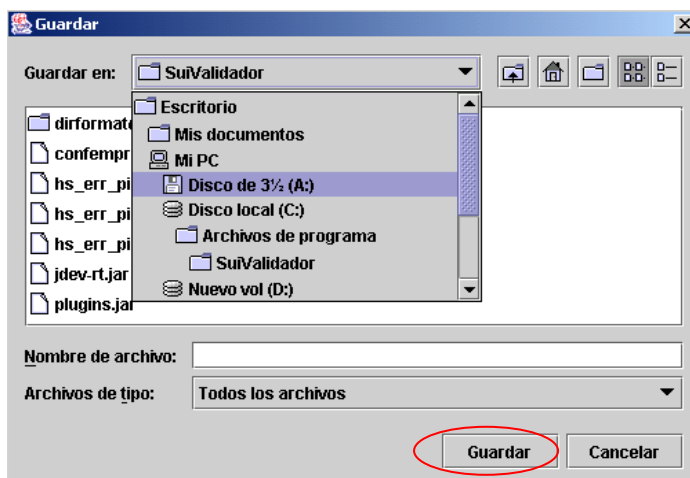 Guardar
Guardar en: SuiValidador
Escritorio
dirformat
Mis documentos
confempr
Mi PC
hs_err_pi
Disco de 3½ (A:)
hs_err_pi
Disco local (C:)
hs_err_pi
Archivos de programa
jdev-rt.jar
SuiValidador
plugins.jar
Nuevo vol (D:)
Nombre de archivo:
Archivos de tipo: Todos los archivos
Guardar Cancelar